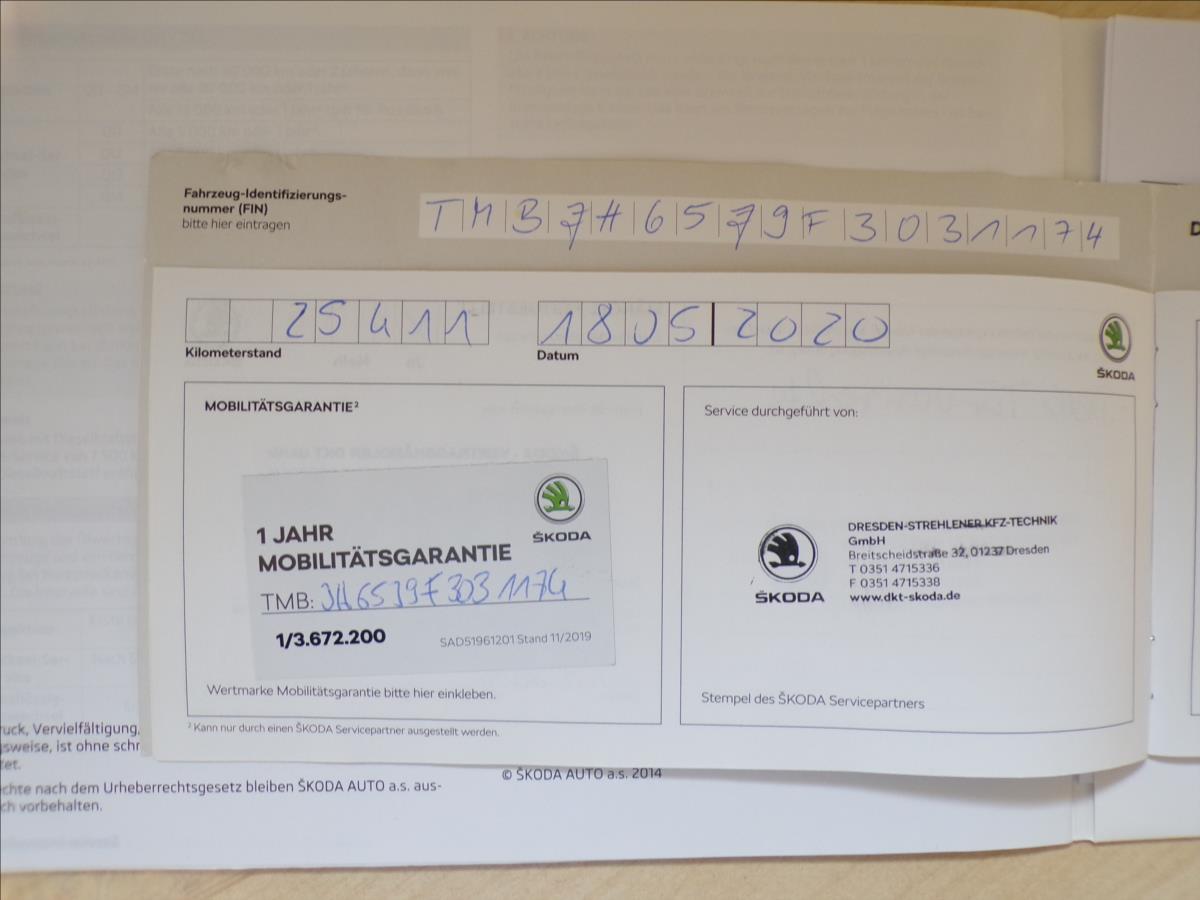 Fahrzeug-Identifizierungs-
nummer (FIN)
bitte hier eintragen
TMB7H6579F3031174
25411
18052020
Kilometerstand
Datum
ŠKODA
MOBILITÄTSGARANTIE²
Service durchgeführt von:
ŠKODA
1 JAHR
MOBILITÄTSGARANTIE
TMB: JH6539F3031174
1/3.672.200
SAD51961201 Stand 11/2019
Wertmarke Mobilitätsgarantie bitte hier einkleben.
ŠKODA
DRESDEN-STREHLENER KFZ-TECHNIK
GmbH
Breitscheidstraße 32, 01237 Dresden
T 0351 4715336
F 0351 4715338
www.dkt-skoda.de
Stempel des ŠKODA Servicepartners
² Kann nur durch einen ŠKODA Servicepartner ausgestellt werden.
ruck, Vervielfältigung,
gsweise, ist ohne schr
tet.
chte nach dem Urheberrechtsgesetz bleiben ŠKODA AUTO a.s. aus-
ch vorbehalten.
© ŠKODA AUTO a.s. 2014